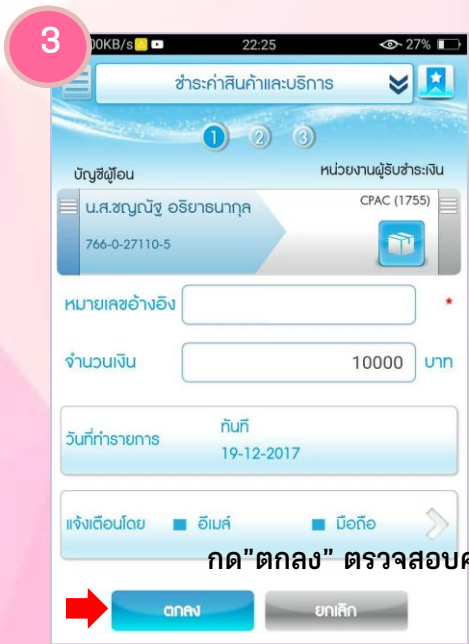 3
00KB/s 22:25 27%
ชำระค่าสินค้าและบริการ
1 2 3
บัญชีผู้โอน หน่วยงานผู้รับชำระเงิน
น.ส.ชญณัฐ อริยาธนากุล CPAC (1755)
766-0-27110-5
หมายเลขอ้างอิง *
จำนวนเงิน 10000 บาท
วันที่ทำรายการ ทันที
19-12-2017
แจ้งเตือนโดย อีเมล์ มือถือ
กด"ตกลง" ตรวจสอบค
ตกลง ยกเลิก